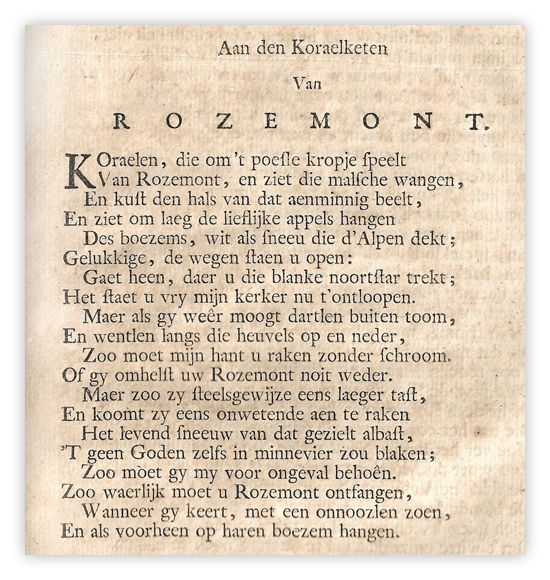 Aan den Koraelketen
Van
ROZEMONT.
KOraelen, die om't poeſle kropje ſpeelt
Van Rozemont, en ziet die malſche wangen,
En kuſt den hals van dat aenminnig beelt,
En ziet om laeg de lieflijke appels hangen
Des boezems, wit als ſneeu die d'Alpen dekt;
Gelukkige, de wegen ſtaen u open:
Gaet heen, daer u die blanke noortſtar trekt;
Het ſtaet u vry mijn kerker nu t'ontloopen.
Maer als gy weêr moogt dartlen buiten toom,
En wentlen langs die heuvels op en neder,
Zoo moet mijn hant u raken zonder ſchroom.
Of gy omhelſt uw Rozemont noit weder.
Maer zoo zy ſteelsgewijze eens laeger taſt,
En koomt zy eens onwetende aen te raken
Het levend ſneeuw van dat gezielt albaſt,
'T geen Goden zelfs in minnevier zou blaken;
Zoo moet gy my voor ongeval behoên.
Zoo waerlijk moet u Rozemont ontfangen,
Wanneer gy keert, met een onnoozlen zoen,
En als voorheen op haren boezem hangen.